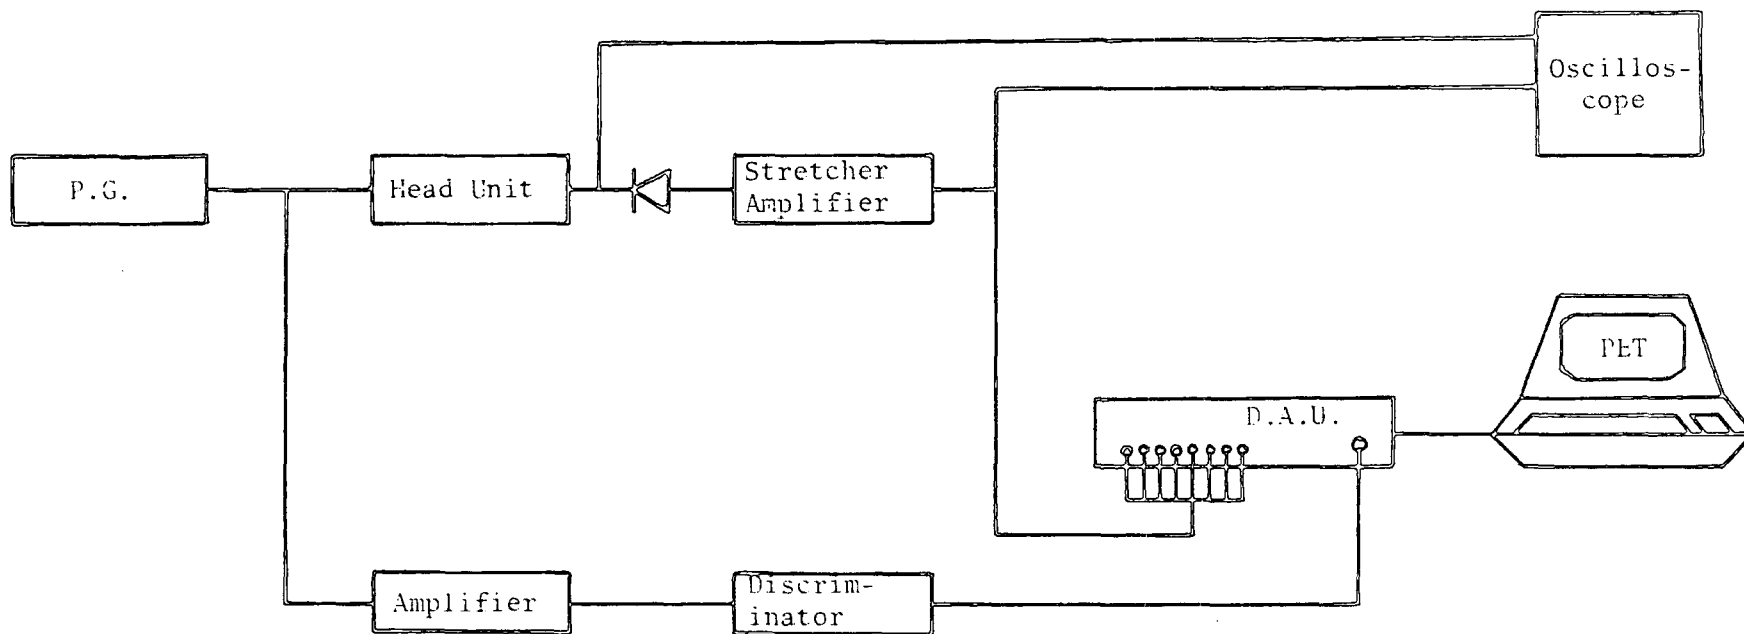 Oscillos-
cope
P.G.
Head Unit
Stretcher
Amplifier
PET
D.A.U.
Amplifier
Discrim-
inator